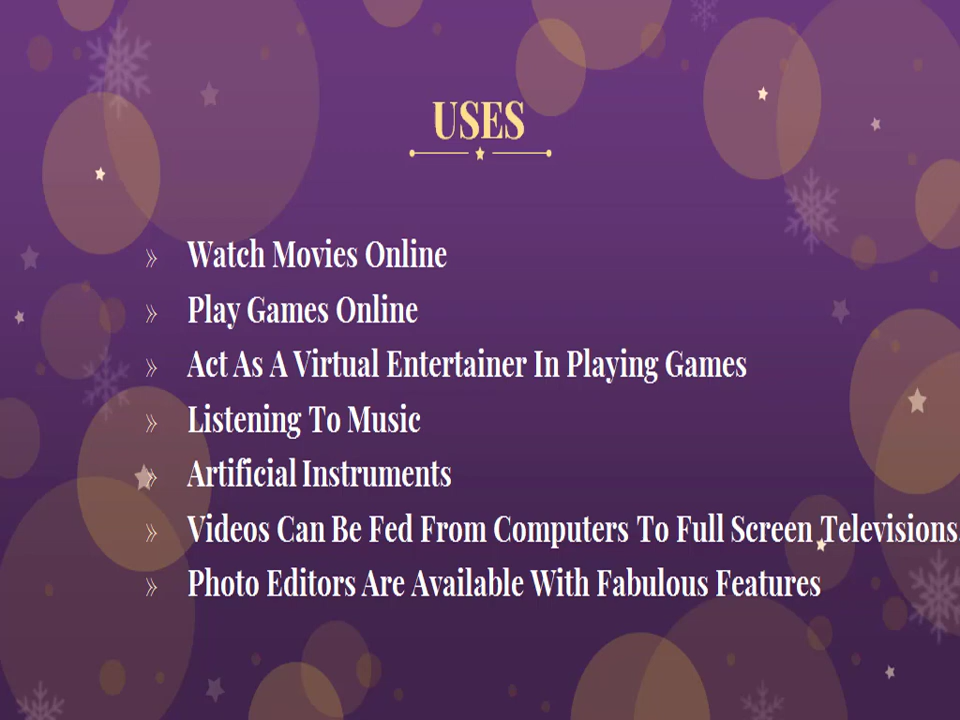 USES
» Watch Movies Online
» Play Games Online
» Act As A Virtual Entertainer In Playing Games
» Listening To Music
» Artificial Instruments
» Videos Can Be Fed From Computers To Full Screen Televisions.
» Photo Editors Are Available With Fabulous Features